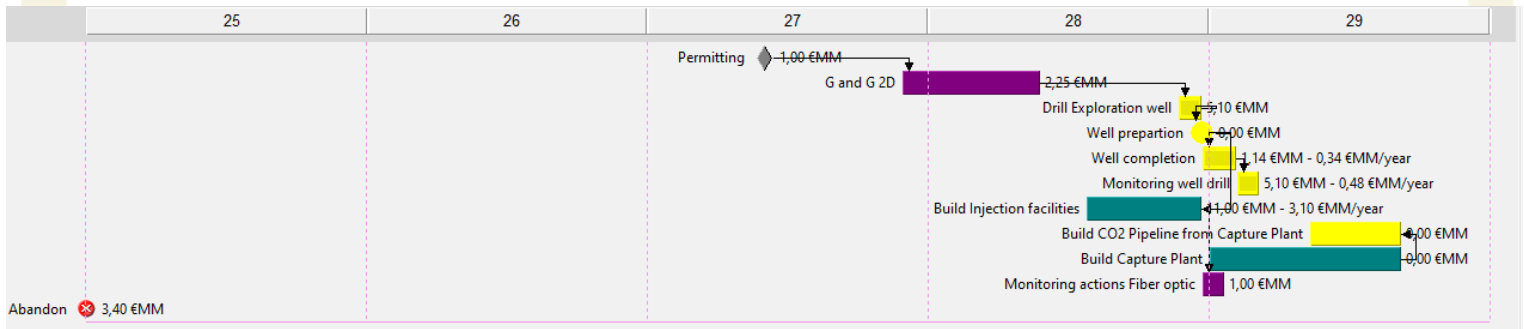 25 26 27 28 29
Permitting 1,00 €MM
G and G 2D 2,25 €MM
Drill Exploration well 5,10 €MM
Well prepartion 0,00 €MM
Well completion 1,14 €MM - 0,34 €MM/year
Monitoring well drill 5,10 €MM - 0,48 €MM/year
Build Injection facilities 11,00 €MM - 3,10 €MM/year
Build CO2 Pipeline from Capture Plant 0,00 €MM
Build Capture Plant 0,00 €MM
Monitoring actions Fiber optic 1,00 €MM
Abandon 3,40 €MM